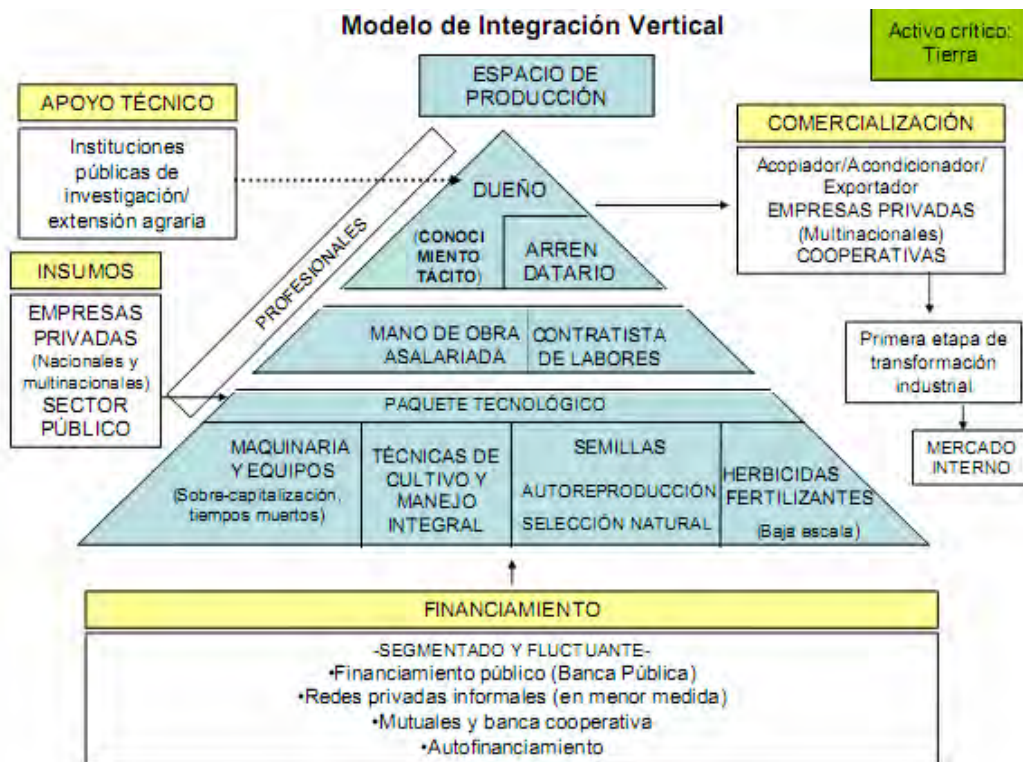 Modelo de Integración Vertical
Activo crítico:
Tierra
ESPACIO DE
PRODUCCIÓN
APOYO TÉCNICO
Instituciones
públicas de
investigación/
extensión agraria
INSUMOS
EMPRESAS
PRIVADAS
(Nacionales y
multinacionales)
SECTOR
PÚBLICO
PROFESIONALES
DUEÑO
(CONOCI
MIENTO
TÁCITO)
ARREN
DATARIO
MANO DE OBRA
ASALARIADA
CONTRATISTA
DE LABORES
PAQUETE TECNOLÓGICO
MAQUINARIA
Y EQUIPOS
(Sobre-capitalización,
tiempos muertos)
TÉCNICAS DE
CULTIVO Y
MANEJO
INTEGRAL
SEMILLAS
AUTOREPRODUCCIÓN
SELECCIÓN NATURAL
HERBICIDAS
FERTILIZANTES
(Baja escala)
COMERCIALIZACIÓN
Acopiador/Acondicionador/
Exportador
EMPRESAS PRIVADAS
(Multinacionales)
COOPERATIVAS
Primera etapa de
transformación
industrial
MERCADO
INTERNO
FINANCIAMIENTO
-SEGMENTADO Y FLUCTUANTE-
•Financiamiento público (Banca Pública)
•Redes privadas informales (en menor medida)
•Mutuales y banca cooperativa
•Autofinanciamiento